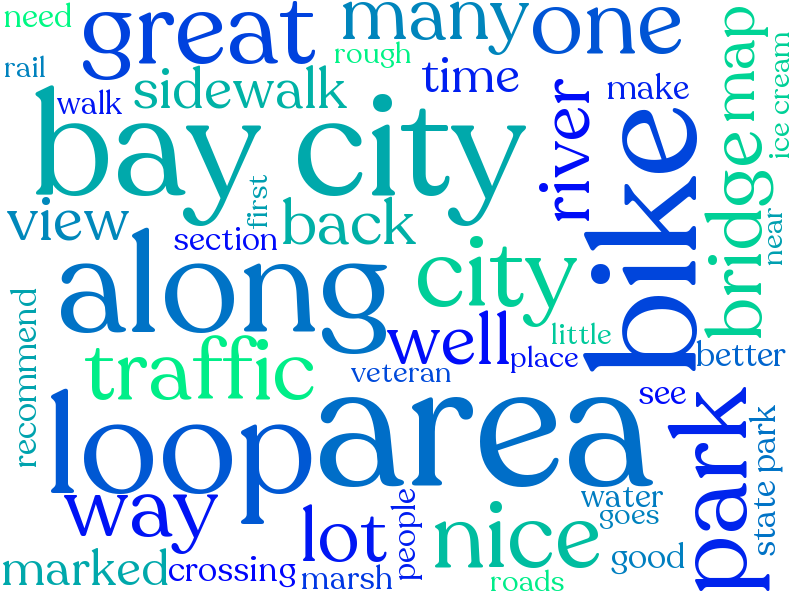 need
great
many
one
map
rail
rough
time
ice cream
walk
sidewalk
make
bay city
river
bike
bridge
view
first
back
near
section
along
city
recommend
traffic
well
little
place
better
veteran
loop
area
see
park
state park
way
lot
people
nice
water
goes
marked
crossing
marsh
good
roads